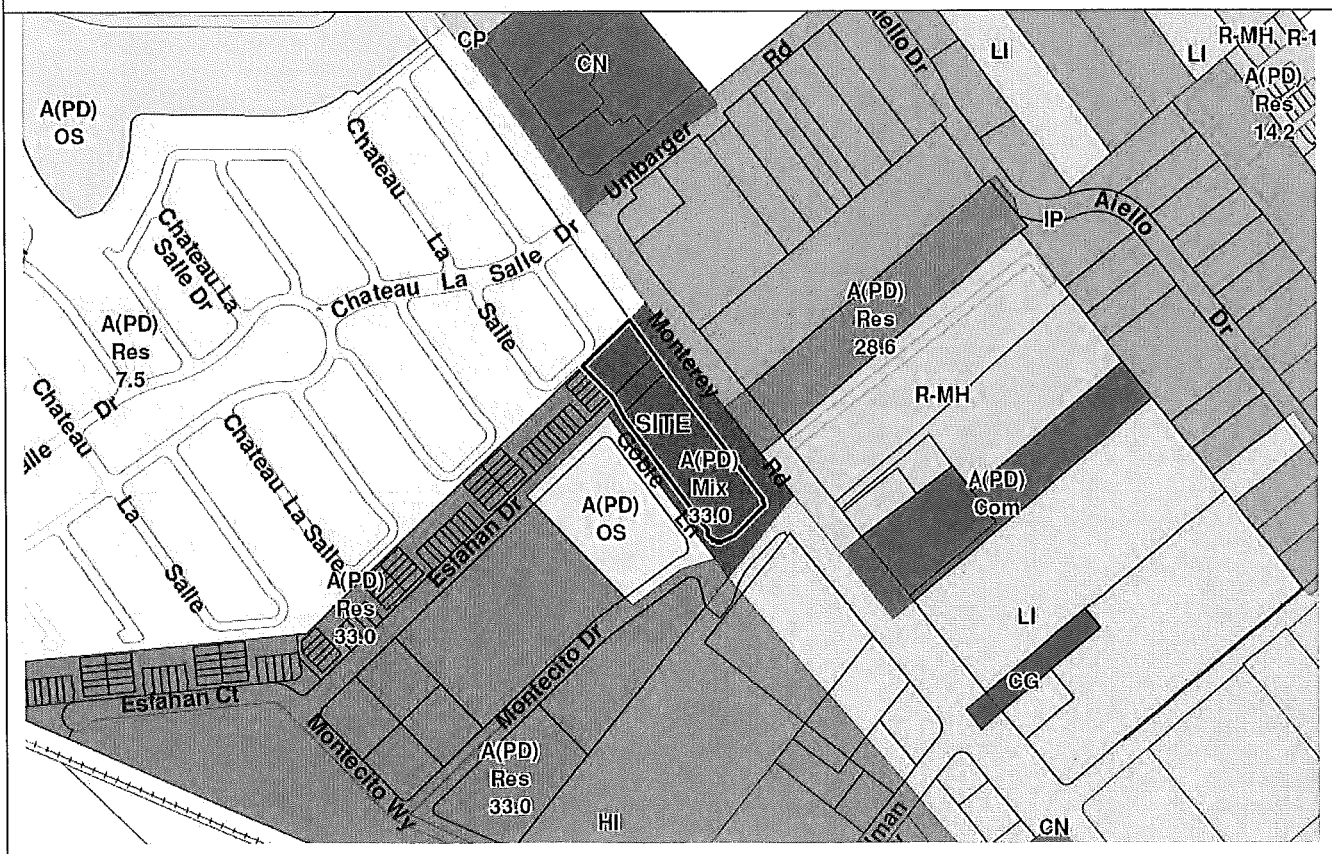 CP
CN
Rd
Aiello Dr
LI
LI
R-MH
R-1
A(PD)
Res
14.2
A(PD)
OS
Umbarger
Chateau
La
Salle
Chateau La
Salle Dr
Chateau La Salle Dr
IP
Aiello
Dr
A(PD)
Res
7.5
A(PD)
Res
28.6
Monterey
Rd
R-MH
Chateau
La
Salle
Dr
Chateau La Salle
SITE
A(PD)
Mix
33.0
Goble Ln
A(PD)
OS
A(PD)
Com
Esfahan Dr
A(PD)
Res
33.0
LI
CG
Esfahan Ct
Montecito Dr
Montecito Wy
A(PD)
Res
33.0
HI
CN